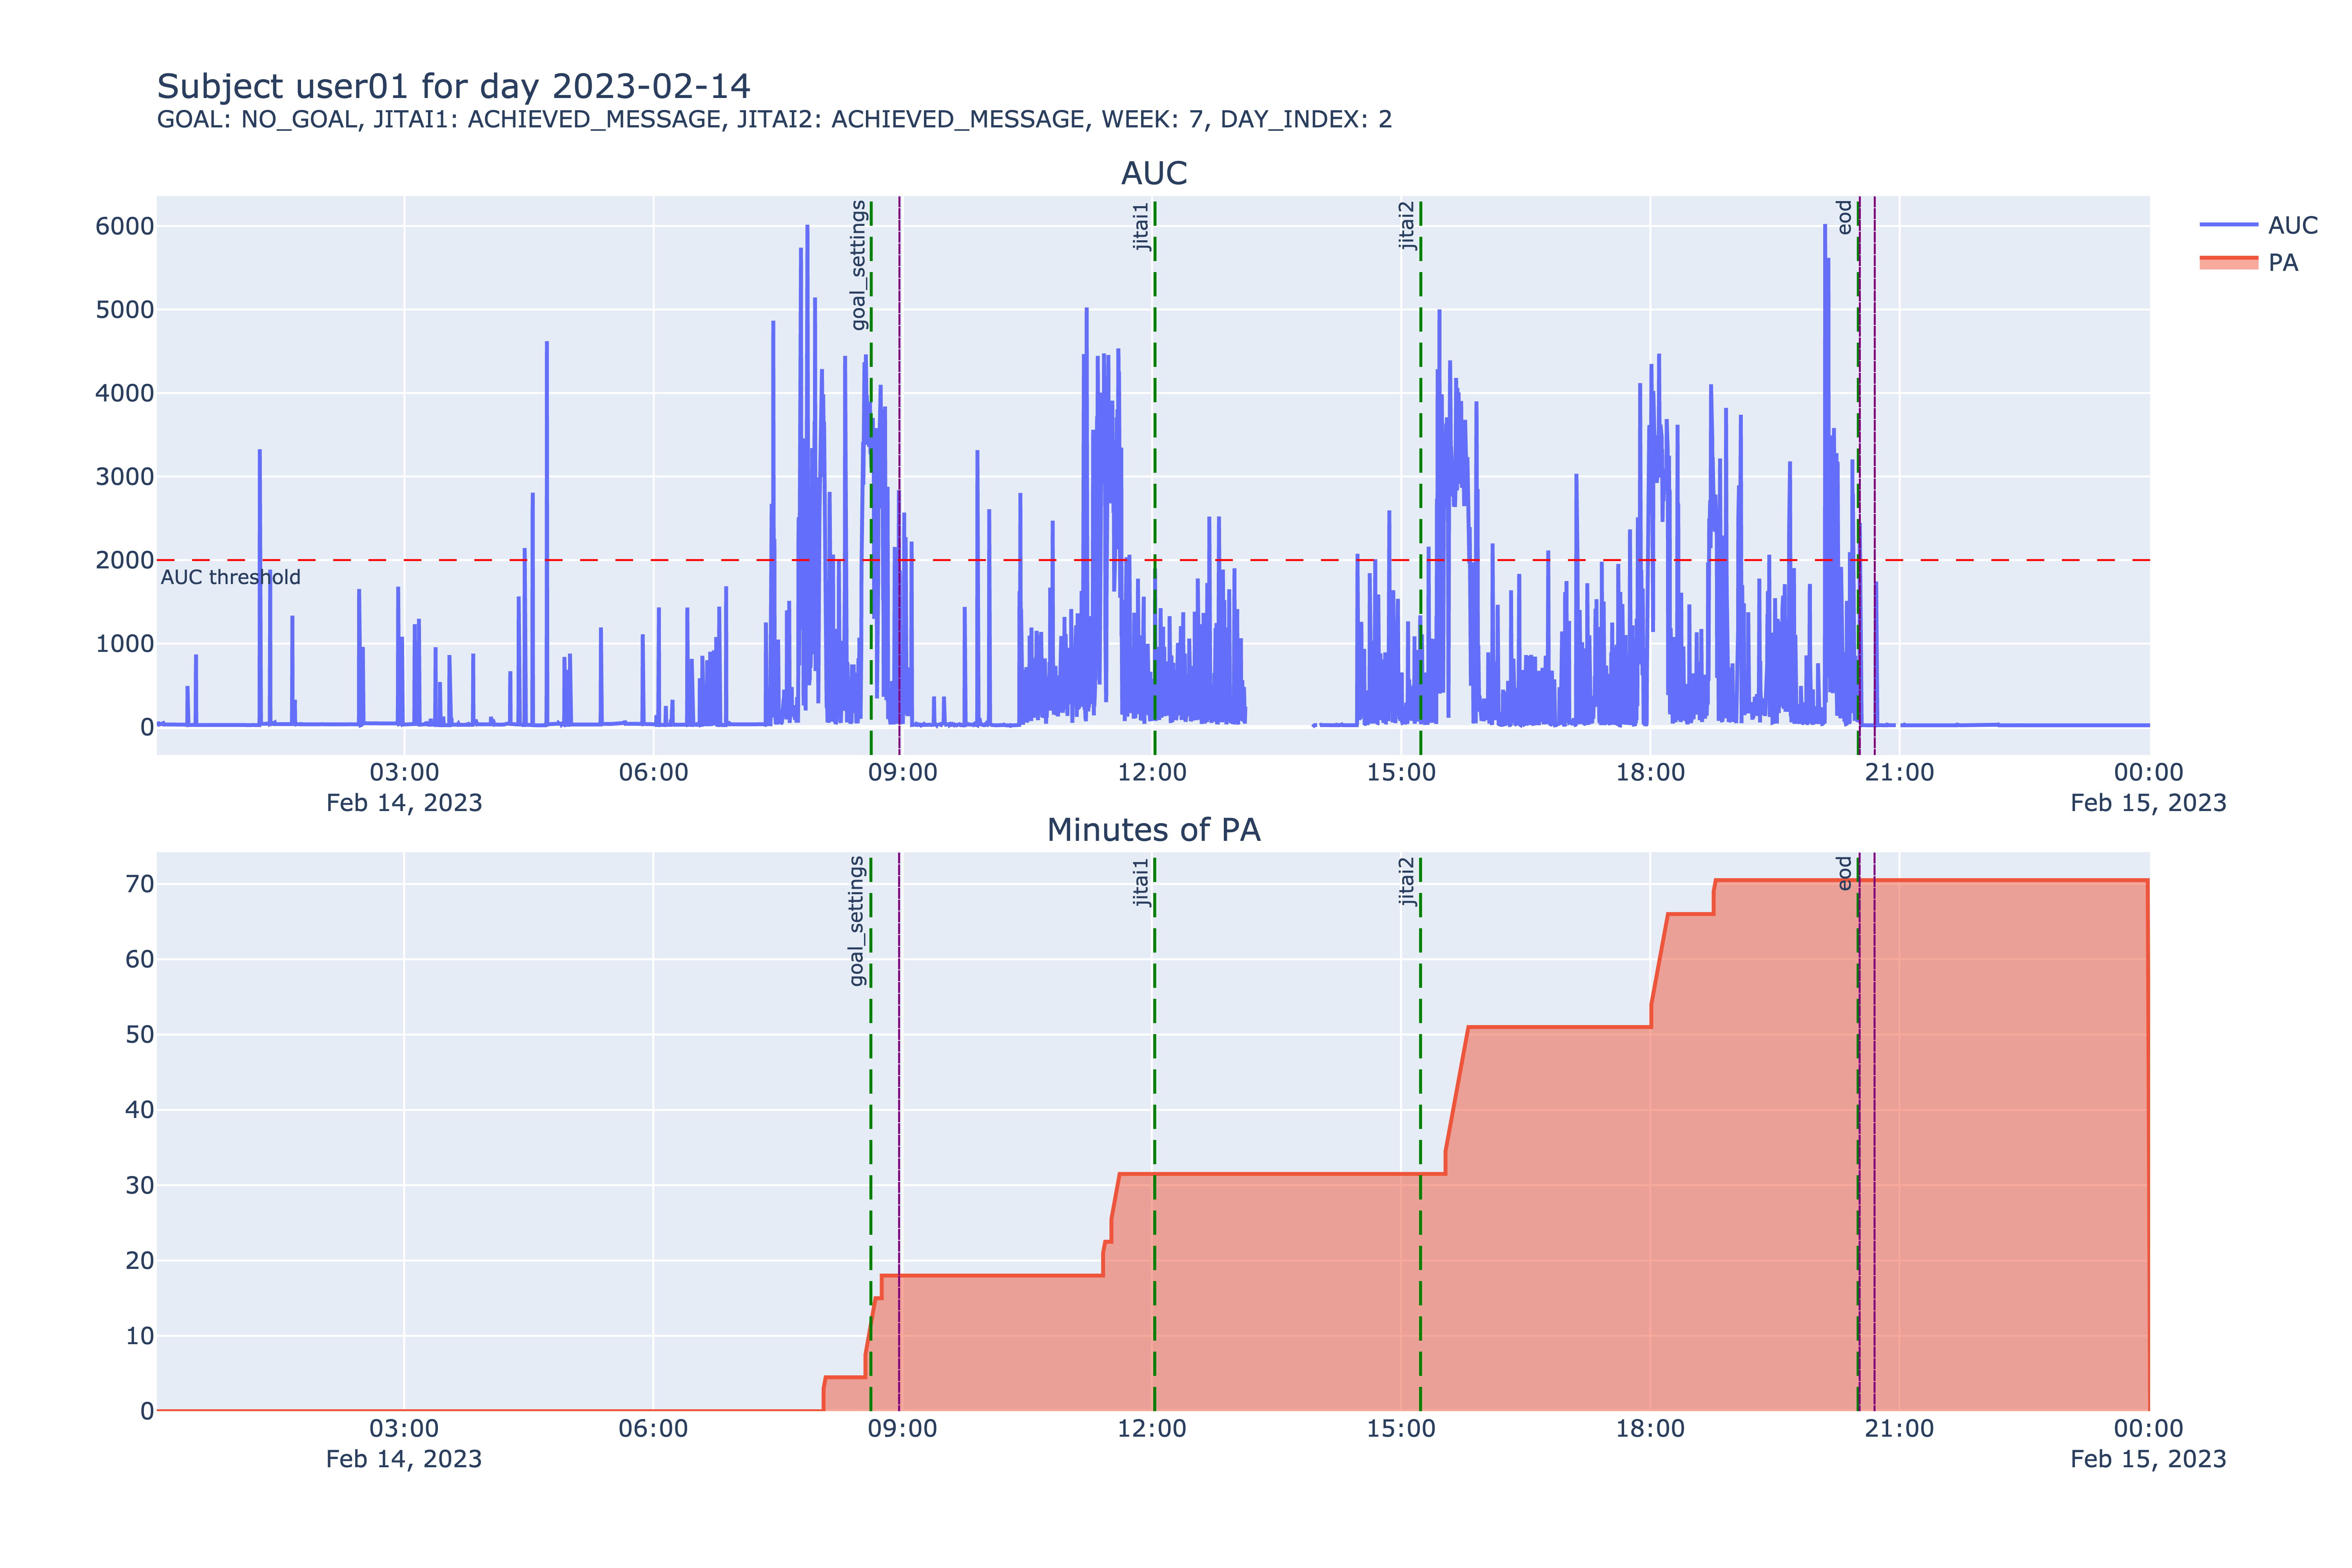 Subject user01 for day 2023-02-14
GOAL: NO_GOAL, JITAI1: ACHIEVED_MESSAGE, JITAI2: ACHIEVED_MESSAGE, WEEK: 7, DAY_INDEX: 2
AUC
goal_settings
jitai1
jitai2
eod
AUC
PA
6000
5000
4000
3000
2000
AUC threshold
1000
0
03:00
06:00
09:00
12:00
15:00
18:00
21:00
00:00
Feb 14, 2023
Feb 15, 2023
Minutes of PA
goal_settings
jitai1
jitai2
eod
70
60
50
40
30
20
10
0
03:00
06:00
09:00
12:00
15:00
18:00
21:00
00:00
Feb 14, 2023
Feb 15, 2023